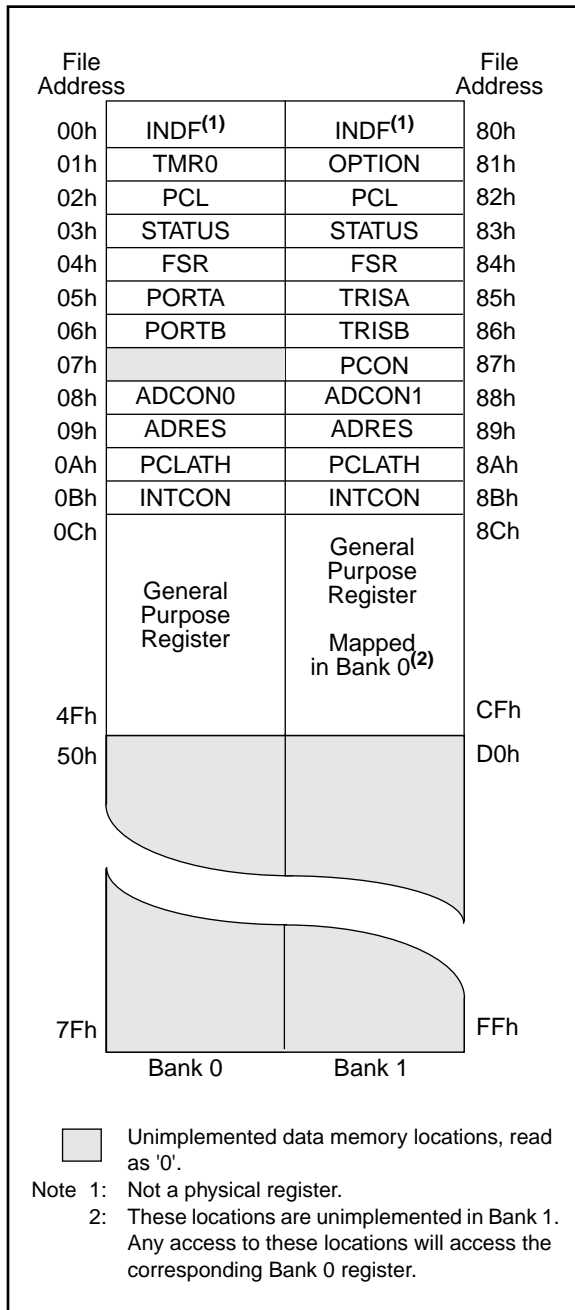 File Address File Address
00h INDF(1) INDF(1) 80h
01h TMR0 OPTION 81h
02h PCL PCL 82h
03h STATUS STATUS 83h
04h FSR FSR 84h
05h PORTA TRISA 85h
06h PORTB TRISB 86h
07h PCON 87h
08h ADCON0 ADCON1 88h
09h ADRES ADRES 89h
0Ah PCLATH PCLATH 8Ah
0Bh INTCON INTCON 8Bh
0Ch 8Ch
General Purpose Register
General Purpose Register
Mapped in Bank 0(2)
4Fh CFh
50h D0h
7Fh FFh
Bank 0 Bank 1
Unimplemented data memory locations, read
as '0'.
Note 1: Not a physical register.
2: These locations are unimplemented in Bank 1.
Any access to these locations will access the
corresponding Bank 0 register.